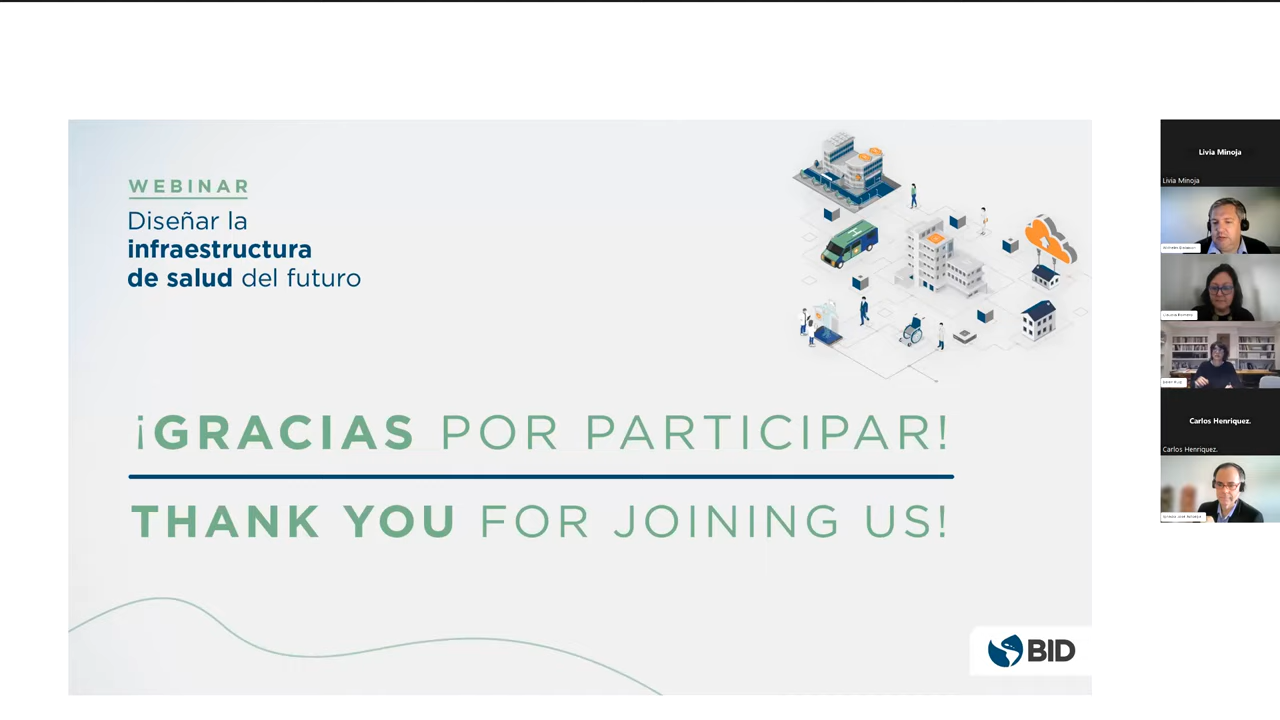 WEBINAR
Diseñar la
infraestructura
de salud del futuro
¡GRACIAS POR PARTICIPAR!
THANK YOU FOR JOINING US!
BID
Livia Minoja
Livia Minoja
Carlos Henriquez.
Carlos Henriquez.